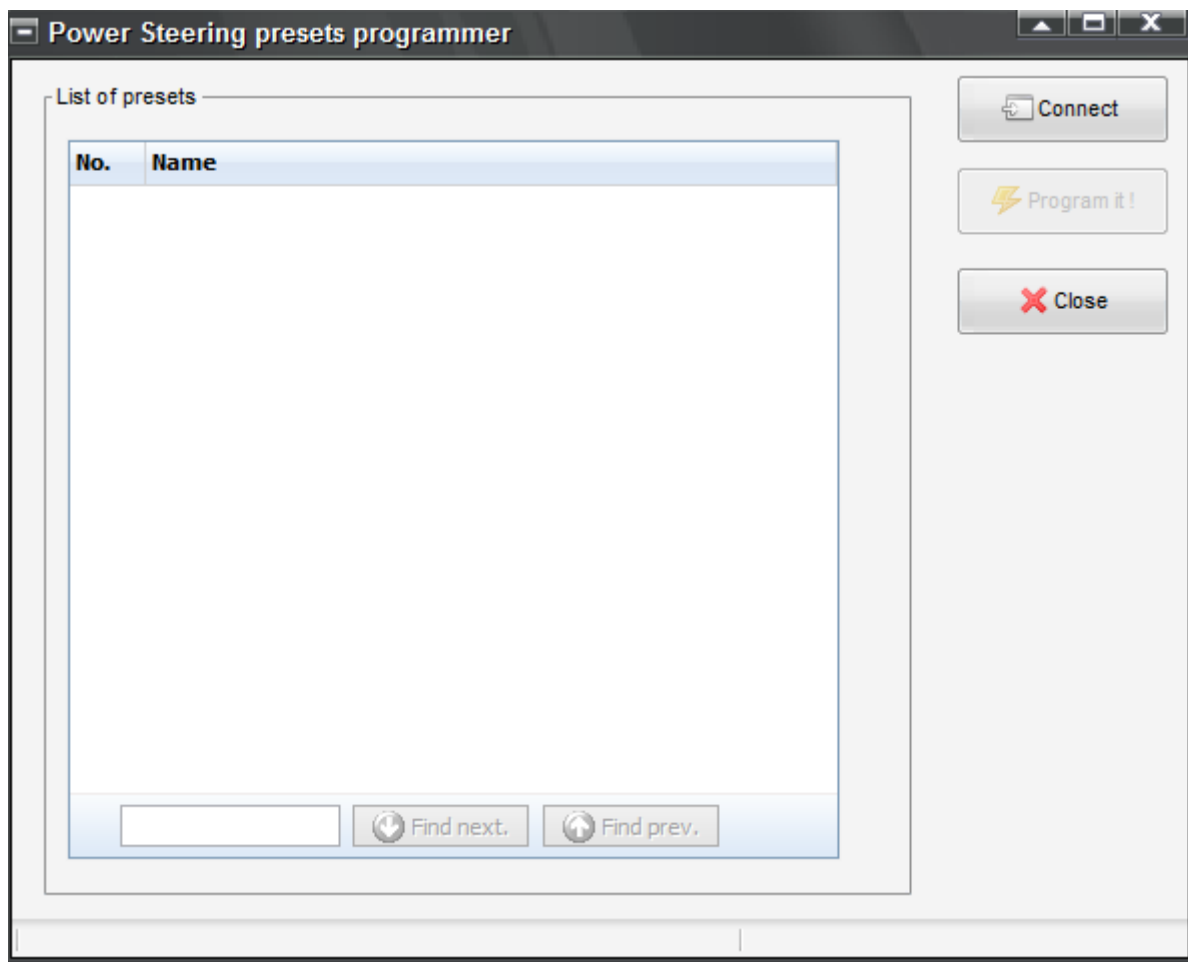 Power Steering presets programmer
List of presets
No. Name
Connect
Program it !
Close
Find next. Find prev.